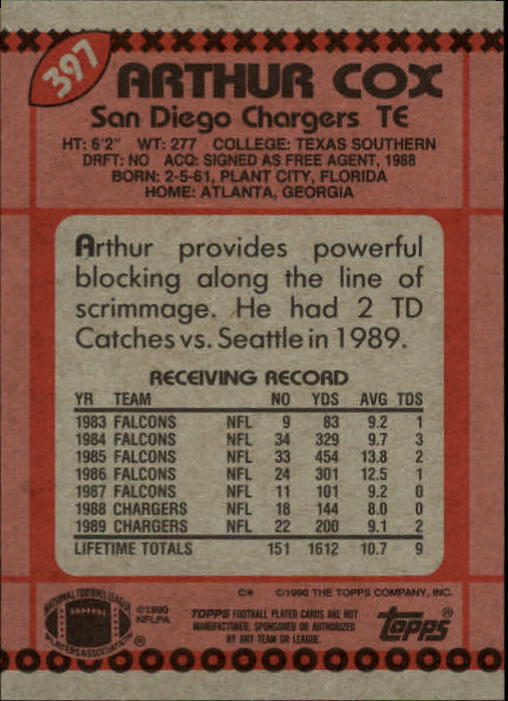 397
ARTHUR COX
San Diego Chargers TE
HT: 6'2" WT: 277 COLLEGE: TEXAS SOUTHERN
DRFT: NO ACQ: SIGNED AS FREE AGENT, 1988
BORN: 2-5-61, PLANT CITY, FLORIDA
HOME: ATLANTA, GEORGIA
Arthur provides powerful
blocking along the line of
scrimmage. He had 2 TD
Catches vs. Seattle in 1989.
RECEIVING RECORD
YR TEAM NO YDS AVG TDS
1983 FALCONS NFL 9 83 9.2 1
1984 FALCONS NFL 34 329 9.7 3
1985 FALCONS NFL 33 454 13.8 2
1986 FALCONS NFL 24 301 12.5 1
1987 FALCONS NFL 11 101 9.2 0
1988 CHARGERS NFL 18 144 8.0 0
1989 CHARGERS NFL 22 200 9.1 2
LIFETIME TOTALS 151 1612 10.7 9
C* ©1990 THE TOPPS COMPANY, INC.
NATIONAL FOOTBALL LEAGUE
PLAYERS ASSOCIATION ®
©1990
NFLPA
TOPPS FOOTBALL PLAYER CARDS ARE NOT
MANUFACTURED, SPONSORED OR AUTHORIZED
BY ANY TEAM OR LEAGUE.
topps®